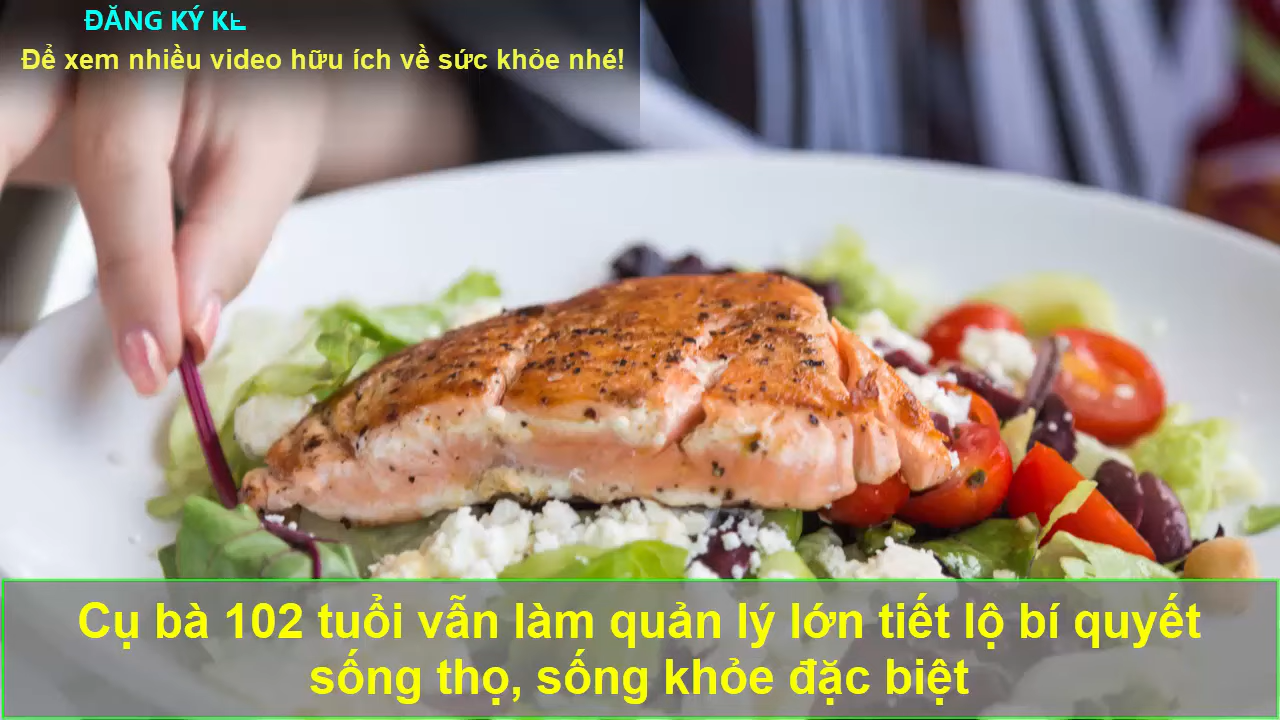 ĐĂNG KÝ
Để xem nhiều video hữu ích về sức khỏe nhé!
Cụ bà 102 tuổi vẫn làm quản lý lớn tiết lộ bí quyết
sống thọ, sống khỏe đặc biệt